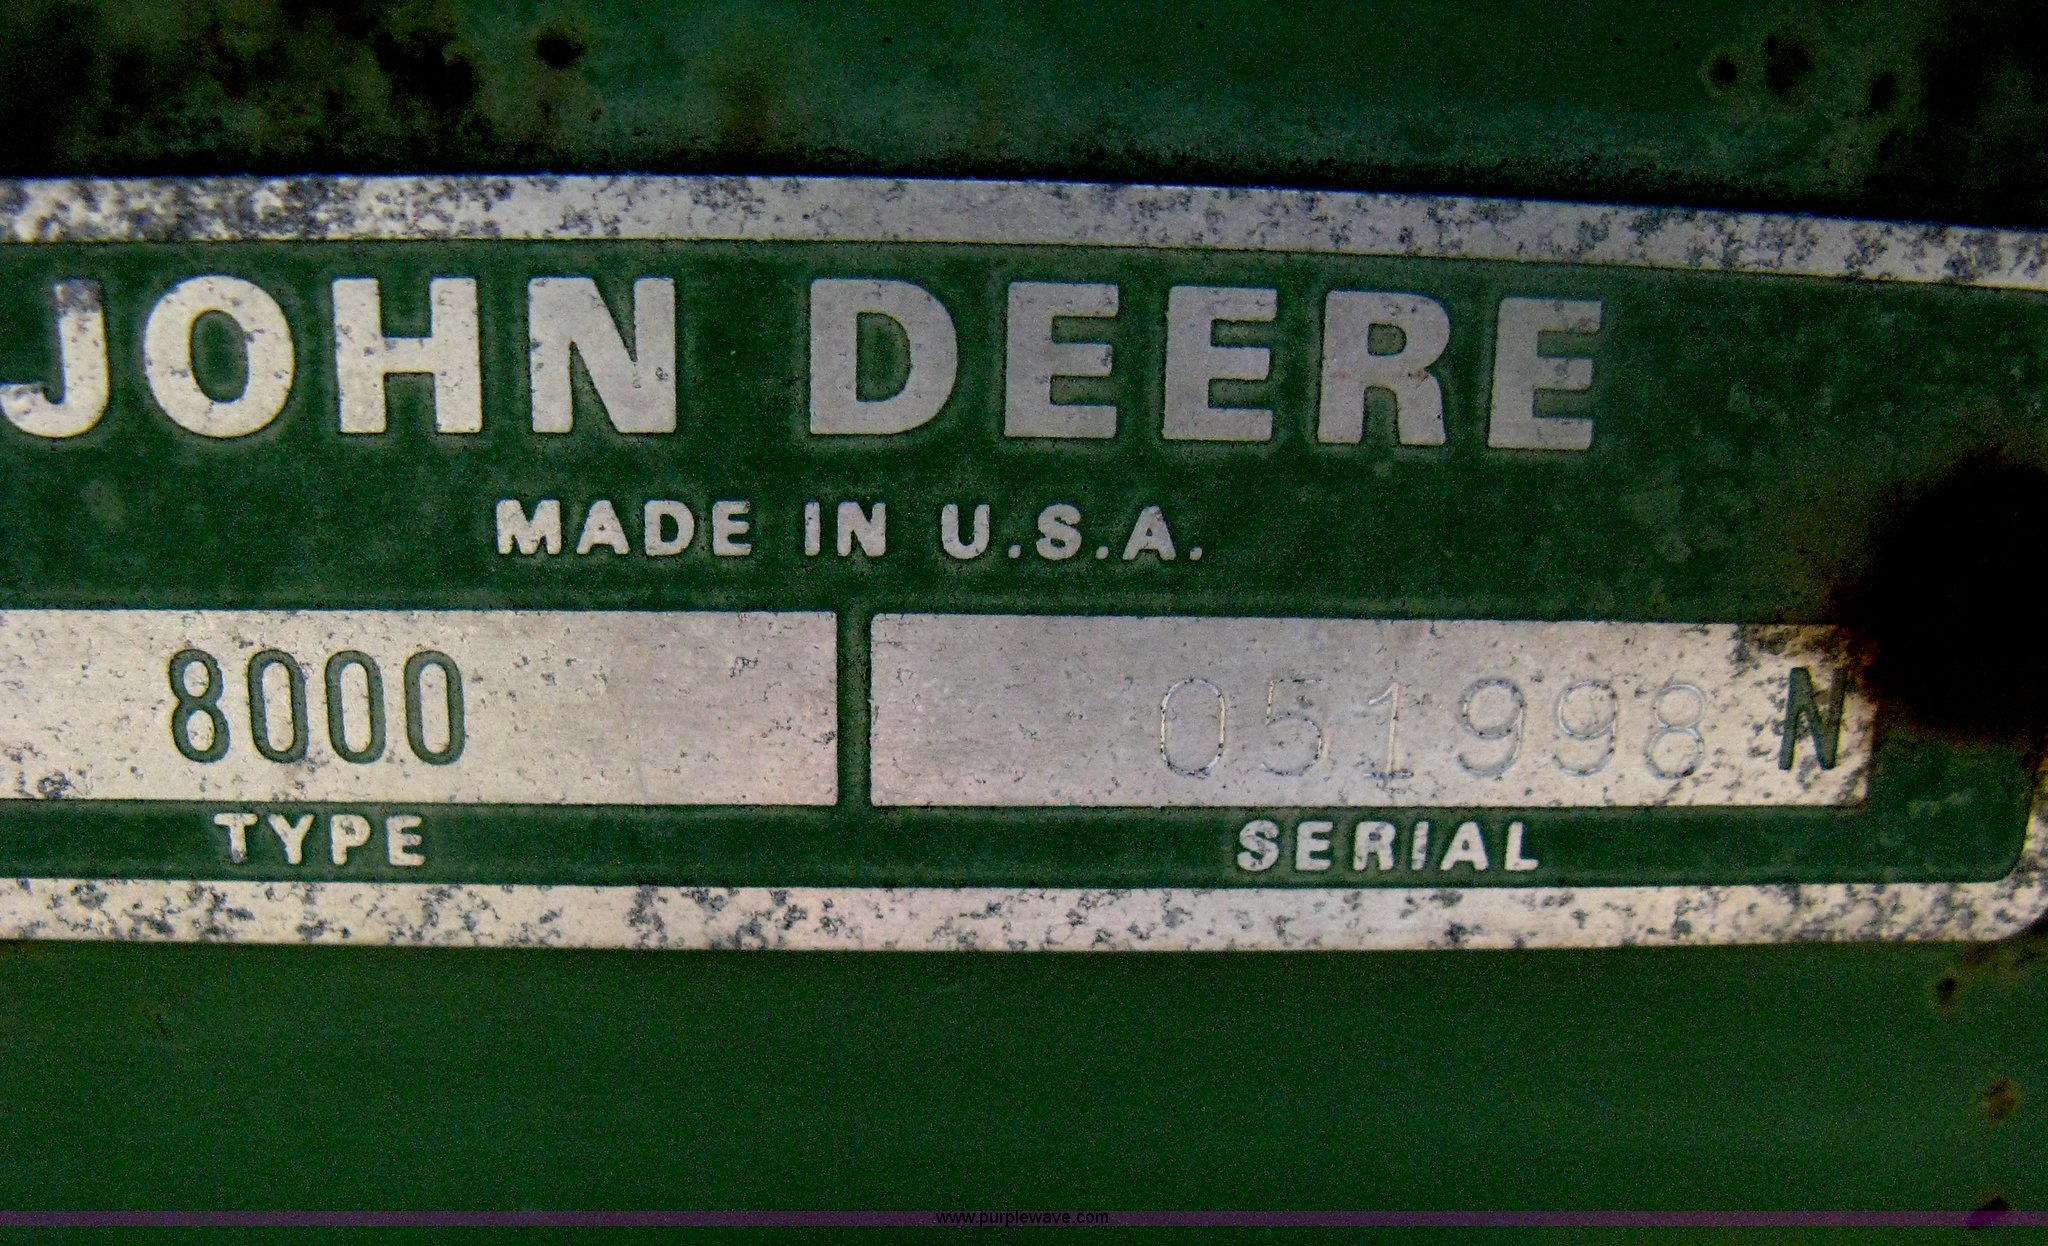 JOHN DEERE
MADE IN U.S.A.
8000 051998 N
TYPE SERIAL
www.purplewave.com